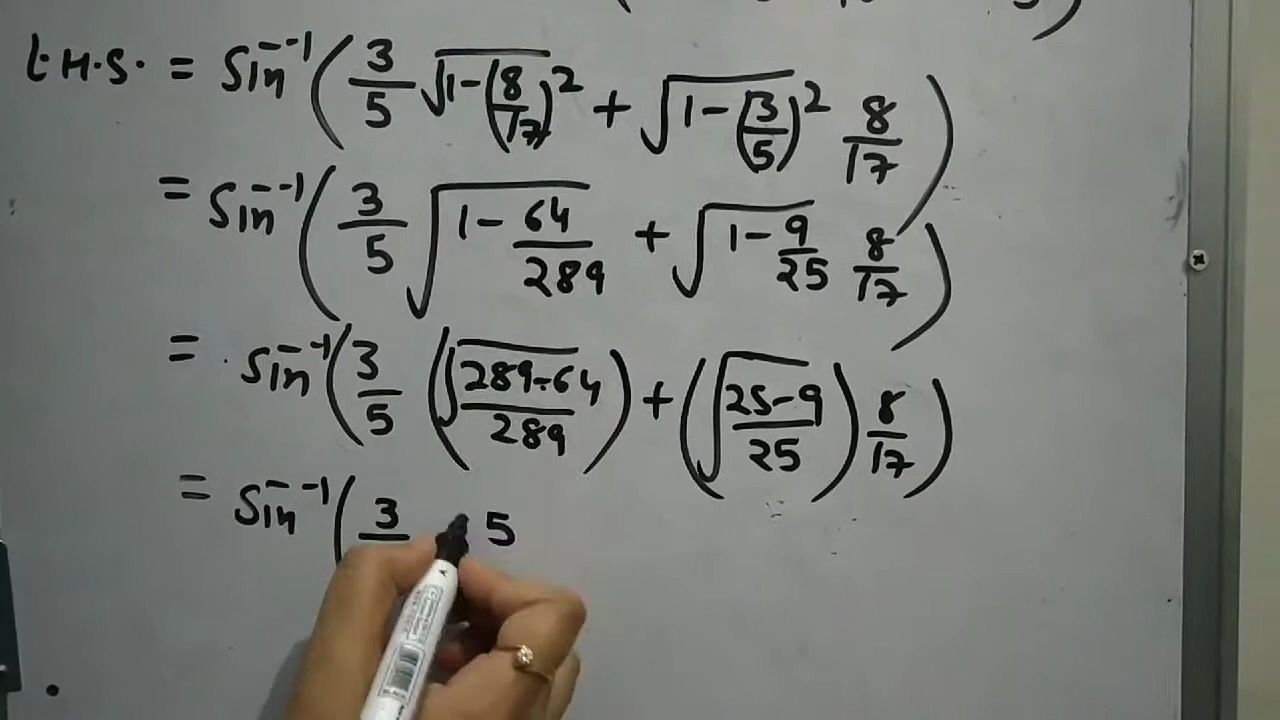 L.H.S. = Sin⁻¹(3/5 √1-(8/17)² + √1-(3/5)² 8/17)
= Sin⁻¹(3/5 √1-64/289 + √1-9/25 8/17)
= Sin⁻¹(3/5 (√289-64/289) + (√25-9/25) 8/17)
= Sin⁻¹(3 5